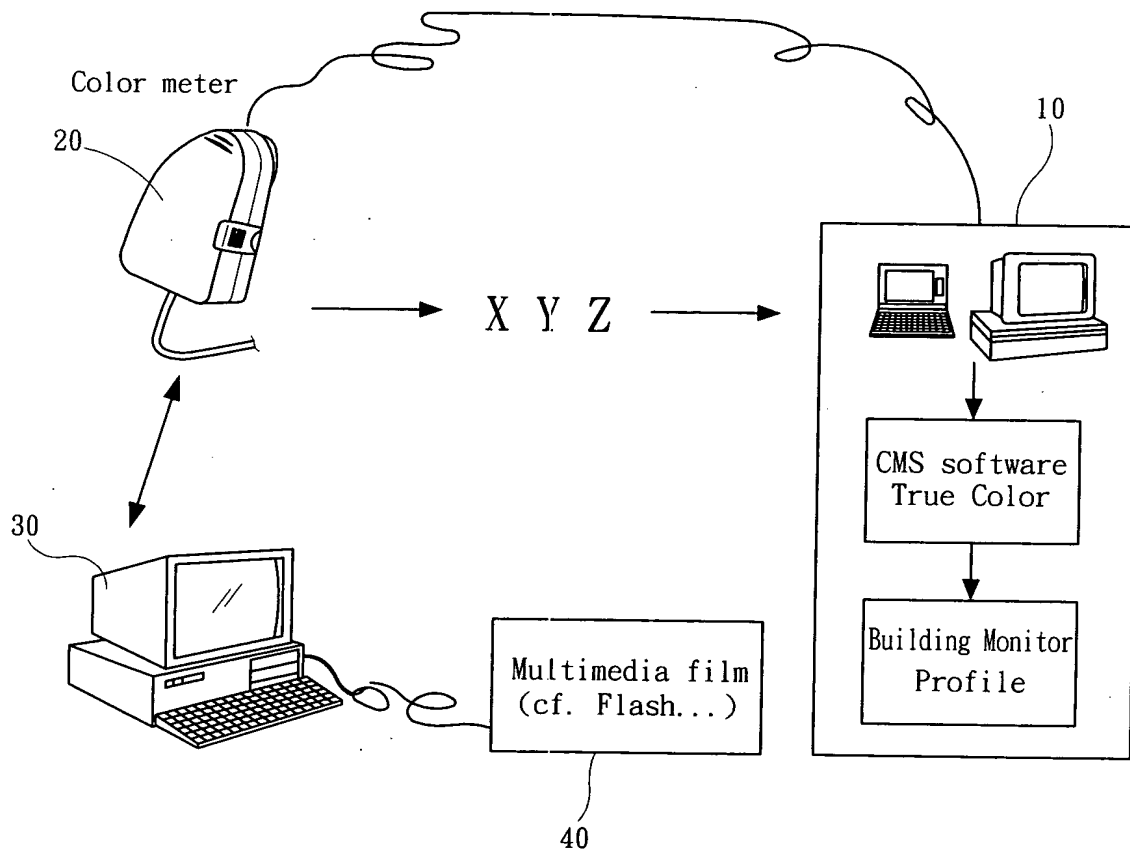 Color meter
20
10
X Y Z
CMS software
True Color
30
Building Monitor
Profile
Multimedia film
(cf. Flash...)
40